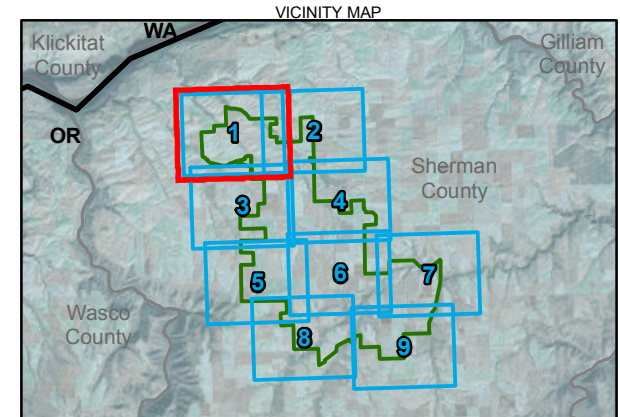 VICINITY MAP
WA
Klickitat
County
Gilliam
County
OR
1
2
Sherman
County
3
4
5
6
7
Wasco
County
8
9